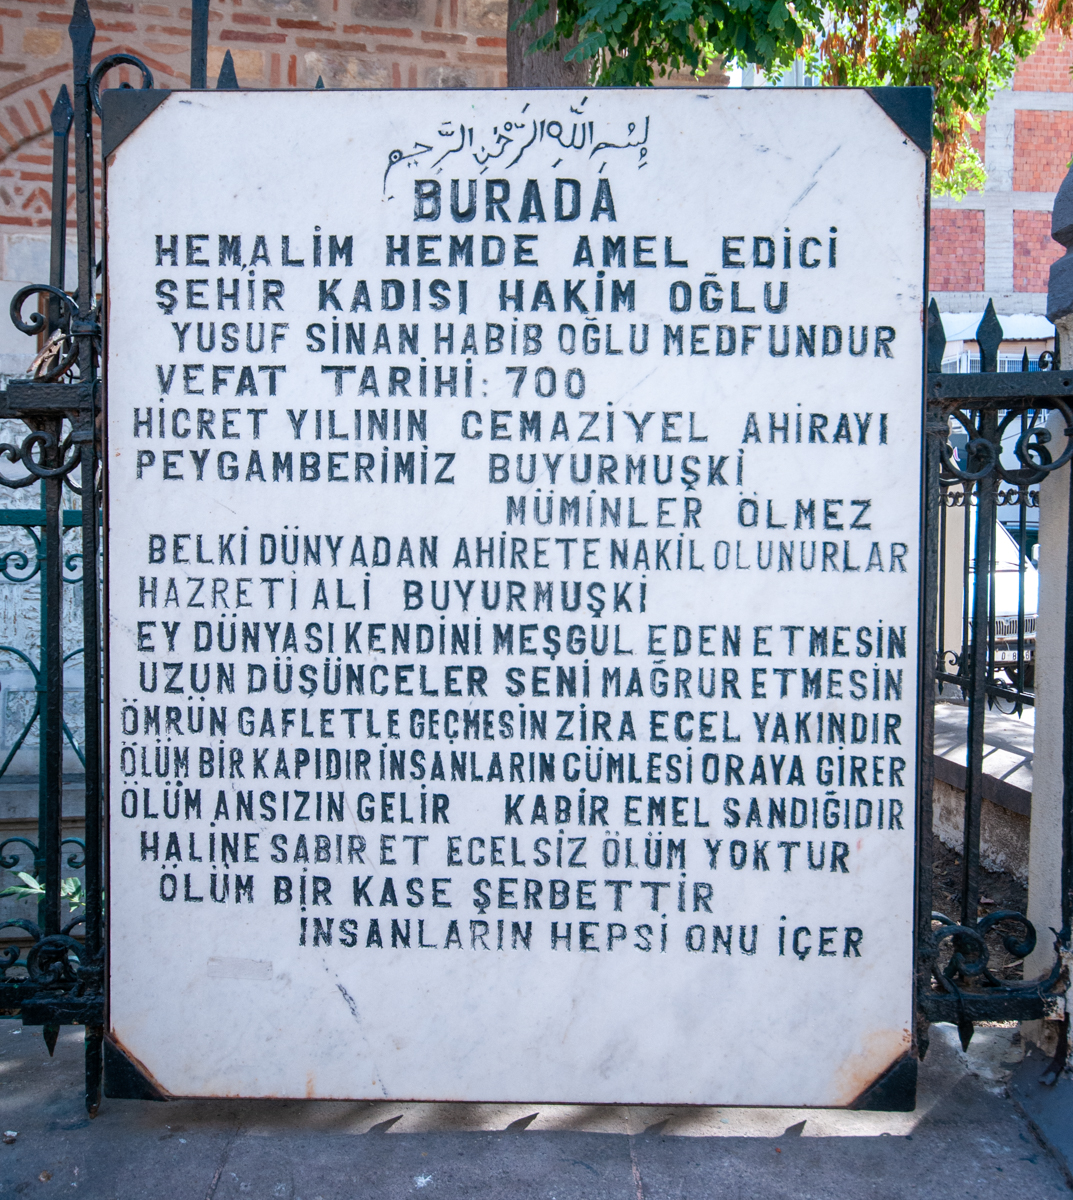 بسم الله الرحمن الرحيم
BURADA
HEM ALİM HEMDE AMEL EDİCİ
ŞEHİR KADISI HAKİM OĞLU
YUSUF SİNAN HABİB OĞLU MEDFUNDUR
VEFAT TARİHİ: 700
HİCRET YILININ CEMAZİYEL AHİRAYI
PEYGAMBERİMİZ BUYURMUŞKİ
MÜMİNLER ÖLMEZ
BELKİ DÜNYADAN AHİRETE NAKİL OLUNURLAR
HAZRETİ ALİ BUYURMUŞKİ
EY DÜNYASI KENDİNİ MEŞGUL EDEN ETMESİN
UZUN DÜŞÜNCELER SENİ MAĞRUR ETMESİN
ÖMRÜN GAFLETLE GEÇMESİN ZİRA ECEL YAKINDIR
ÖLÜM BİR KAPIDIR İNSANLARIN CÜMLESİ ORAYA GİRER
ÖLÜM ANSIZIN GELİR KABİR EMEL SANDIĞIDIR
HALİNE SABIR ET ECELSİZ ÖLÜM YOKTUR
ÖLÜM BİR KASE ŞERBETTİR
İNSANLARIN HEPSİ ONU İÇER